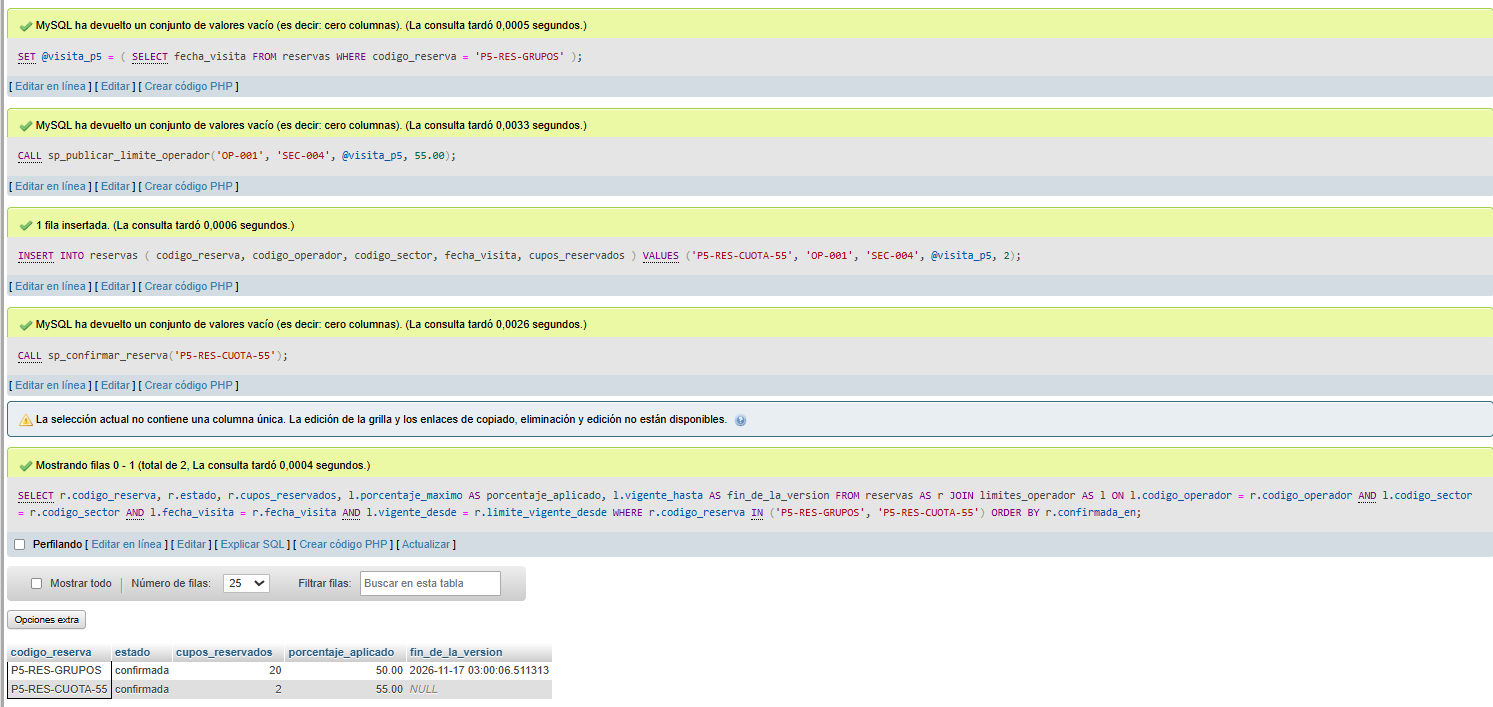 MySQL ha devuelto un conjunto de valores vacío (es decir: cero columnas). (La consulta tardó 0,0005 segundos.)
SET @visita_p5 = ( SELECT fecha_visita FROM reservas WHERE codigo_reserva = 'P5-RES-GRUPOS' );
[ Editar en línea ] [ Editar ] [ Crear código PHP ]
MySQL ha devuelto un conjunto de valores vacío (es decir: cero columnas). (La consulta tardó 0,0033 segundos.)
CALL sp_publicar_limite_operador('OP-001', 'SEC-004', @visita_p5, 55.00);
[ Editar en línea ] [ Editar ] [ Crear código PHP ]
1 fila insertada. (La consulta tardó 0,0006 segundos.)
INSERT INTO reservas ( codigo_reserva, codigo_operador, codigo_sector, fecha_visita, cupos_reservados ) VALUES ('P5-RES-CUOTA-55', 'OP-001', 'SEC-004', @visita_p5, 2);
[ Editar en línea ] [ Editar ] [ Crear código PHP ]
MySQL ha devuelto un conjunto de valores vacío (es decir: cero columnas). (La consulta tardó 0,0026 segundos.)
CALL sp_confirmar_reserva('P5-RES-CUOTA-55');
[ Editar en línea ] [ Editar ] [ Crear código PHP ]
La selección actual no contiene una columna única. La edición de la grilla y los enlaces de copiado, eliminación y edición no están disponibles.
Mostrando filas 0 - 1 (total de 2, La consulta tardó 0,0004 segundos.)
SELECT r.codigo_reserva, r.estado, r.cupos_reservados, l.porcentaje_maximo AS porcentaje_aplicado, l.vigente_hasta AS fin_de_la_version FROM reservas AS r JOIN limites_operador AS l ON l.codigo_operador = r.codigo_operador AND l.codigo_sector
= r.codigo_sector AND l.fecha_visita = r.fecha_visita AND l.vigente_desde = r.limite_vigente_desde WHERE r.codigo_reserva IN ('P5-RES-GRUPOS', 'P5-RES-CUOTA-55') ORDER BY r.confirmada_en;
Perfilando [ Editar en línea ] [ Editar ] [ Explicar SQL ] [ Crear código PHP ] [ Actualizar ]
Mostrar todo Número de filas: 25 Filtrar filas: Buscar en esta tabla
Opciones extra
codigo_reserva estado cupos_reservados porcentaje_aplicado fin_de_la_version
P5-RES-GRUPOS confirmada 20 50.00 2026-11-17 03:00:06.511313
P5-RES-CUOTA-55 confirmada 2 55.00 NULL